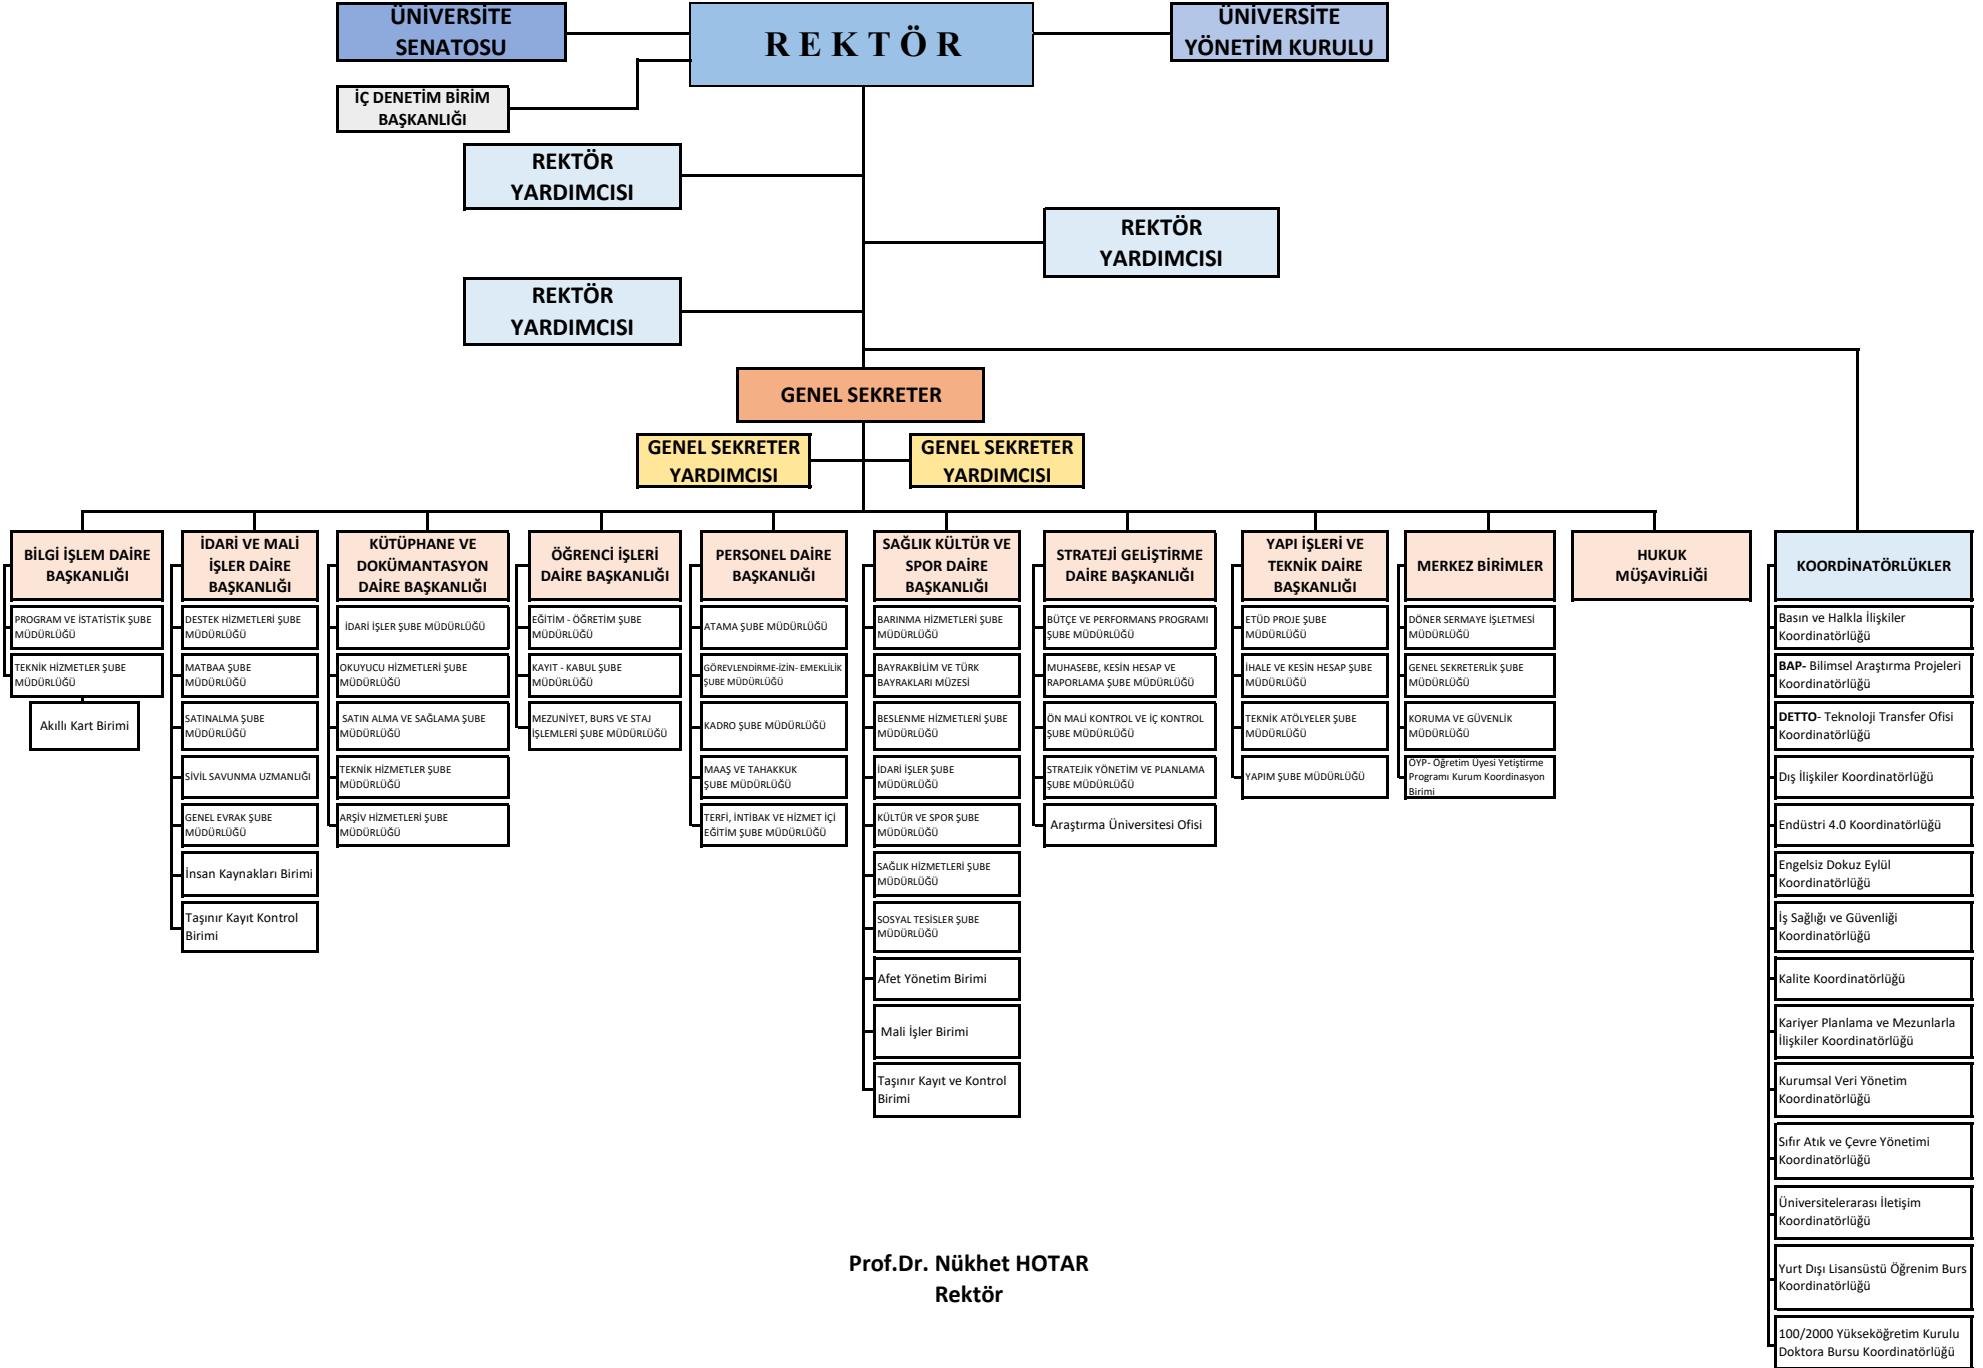 ÜNİVERSİTE
SENATOSU
R E K T Ö R
ÜNİVERSİTE
YÖNETİM KURULU
İÇ DENETİM BİRİM
BAŞKANLIĞI
REKTÖR
YARDIMCISI
REKTÖR
YARDIMCISI
REKTÖR
YARDIMCISI
GENEL SEKRETER
GENEL SEKRETER
YARDIMCISI
GENEL SEKRETER
YARDIMCISI
BİLGİ İŞLEM DAİRE
BAŞKANLIĞI
PROGRAM VE İSTATİSTİK ŞUBE
MÜDÜRLÜĞÜ
TEKNİK HİZMETLER ŞUBE
MÜDÜRLÜĞÜ
Akıllı Kart Birimi
İDARİ VE MALİ
İŞLER DAİRE
BAŞKANLIĞI
DESTEK HİZMETLERİ ŞUBE
MÜDÜRLÜĞÜ
MATBAA ŞUBE
MÜDÜRLÜĞÜ
SATINALMA ŞUBE
MÜDÜRLÜĞÜ
SİVİL SAVUNMA UZMANLIĞI
GENEL EVRAK ŞUBE
MÜDÜRLÜĞÜ
İnsan Kaynakları Birimi
Taşınır Kayıt Kontrol
Birimi
KÜTÜPHANE VE
DOKÜMANTASYON
DAİRE BAŞKANLIĞI
İDARİ İŞLER ŞUBE MÜDÜRLÜĞÜ
OKUYUCU HİZMETLERİ ŞUBE
MÜDÜRLÜĞÜ
SATIN ALMA VE SAĞLAMA ŞUBE
MÜDÜRLÜĞÜ
TEKNİK HİZMETLER ŞUBE
MÜDÜRLÜĞÜ
ARŞİV HİZMETLERİ ŞUBE
MÜDÜRLÜĞÜ
ÖĞRENCİ İŞLERİ
DAİRE BAŞKANLIĞI
EĞİTİM - ÖĞRETİM ŞUBE
MÜDÜRLÜĞÜ
KAYIT - KABUL ŞUBE
MÜDÜRLÜĞÜ
MEZUNİYET, BURS VE STAJ
İŞLEMLERİ ŞUBE MÜDÜRLÜĞÜ
PERSONEL DAİRE
BAŞKANLIĞI
ATAMA ŞUBE MÜDÜRLÜĞÜ
GÖREVLENDİRME-İZİN- EMEKLİLİK
ŞUBE MÜDÜRLÜĞÜ
KADRO ŞUBE MÜDÜRLÜĞÜ
MAAŞ VE TAHAKKUK
ŞUBE MÜDÜRLÜĞÜ
TERFİ, İNTİBAK VE HİZMET İÇİ
EĞİTİM ŞUBE MÜDÜRLÜĞÜ
SAĞLIK KÜLTÜR VE
SPOR DAİRE
BAŞKANLIĞI
BARINMA HİZMETLERİ ŞUBE
MÜDÜRLÜĞÜ
BAYRAKBİLİM VE TÜRK
BAYRAKLARI MÜZESİ
BESLENME HİZMETLERİ ŞUBE
MÜDÜRLÜĞÜ
İDARİ İŞLER ŞUBE
MÜDÜRLÜĞÜ
KÜLTÜR VE SPOR ŞUBE
MÜDÜRLÜĞÜ
SAĞLIK HİZMETLERİ ŞUBE
MÜDÜRLÜĞÜ
SOSYAL TESİSLER ŞUBE
MÜDÜRLÜĞÜ
Afet Yönetim Birimi
Mali İşler Birimi
Taşınır Kayıt ve Kontrol
Birimi
STRATEJİ GELİŞTİRME
DAİRE BAŞKANLIĞI
BÜTÇE VE PERFORMANS PROGRAMI
ŞUBE MÜDÜRLÜĞÜ
MUHASEBE, KESİN HESAP VE
RAPORLAMA ŞUBE MÜDÜRLÜĞÜ
ÖN MALİ KONTROL VE İÇ KONTROL
ŞUBE MÜDÜRLÜĞÜ
STRATEJİK YÖNETİM VE PLANLAMA
ŞUBE MÜDÜRLÜĞÜ
Araştırma Üniversitesi Ofisi
YAPI İŞLERİ VE
TEKNİK DAİRE
BAŞKANLIĞI
ETÜD PROJE ŞUBE
MÜDÜRLÜĞÜ
İHALE VE KESİN HESAP ŞUBE
MÜDÜRLÜĞÜ
TEKNİK ATÖLYELER ŞUBE
MÜDÜRLÜĞÜ
YAPIM ŞUBE MÜDÜRLÜĞÜ
MERKEZ BİRİMLER
DÖNER SERMAYE İŞLETMESİ
MÜDÜRLÜĞÜ
GENEL SEKRETERLİK ŞUBE
MÜDÜRLÜĞÜ
KORUMA VE GÜVENLİK
MÜDÜRLÜĞÜ
ÖYP- Öğretim Üyesi Yetiştirme
Programı Kurum Koordinasyon
Birimi
HUKUK
MÜŞAVİRLİĞİ
KOORDİNATÖRLÜKLER
Basın ve Halkla İlişkiler
Koordinatörlüğü
BAP- Bilimsel Araştırma Projeleri
Koordinatörlüğü
DETTO- Teknoloji Transfer Ofisi
Koordinatörlüğü
Dış İlişkiler Koordinatörlüğü
Endüstri 4.0 Koordinatörlüğü
Engelsiz Dokuz Eylül
Koordinatörlüğü
İş Sağlığı ve Güvenliği
Koordinatörlüğü
Kalite Koordinatörlüğü
Kariyer Planlama ve Mezunlarla
İlişkiler Koordinatörlüğü
Kurumsal Veri Yönetim
Koordinatörlüğü
Sıfır Atık ve Çevre Yönetimi
Koordinatörlüğü
Üniversitelerarası İletişim
Koordinatörlüğü
Yurt Dışı Lisansüstü Öğrenim Burs
Koordinatörlüğü
100/2000 Yükseköğretim Kurulu
Doktora Bursu Koordinatörlüğü
Prof.Dr. Nükhet HOTAR
Rektör